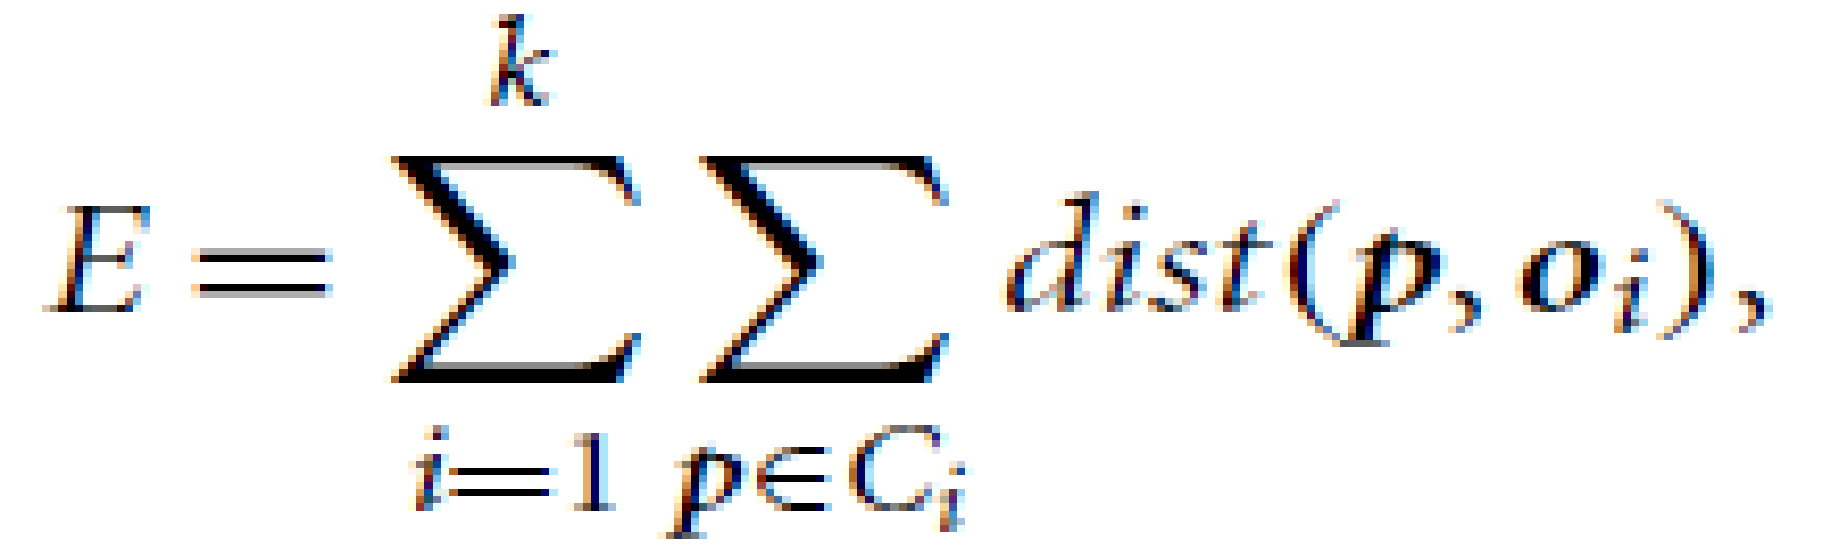 E = \sum_{i=1}^{k} \sum_{p \in C_i} dist(p, o_i),